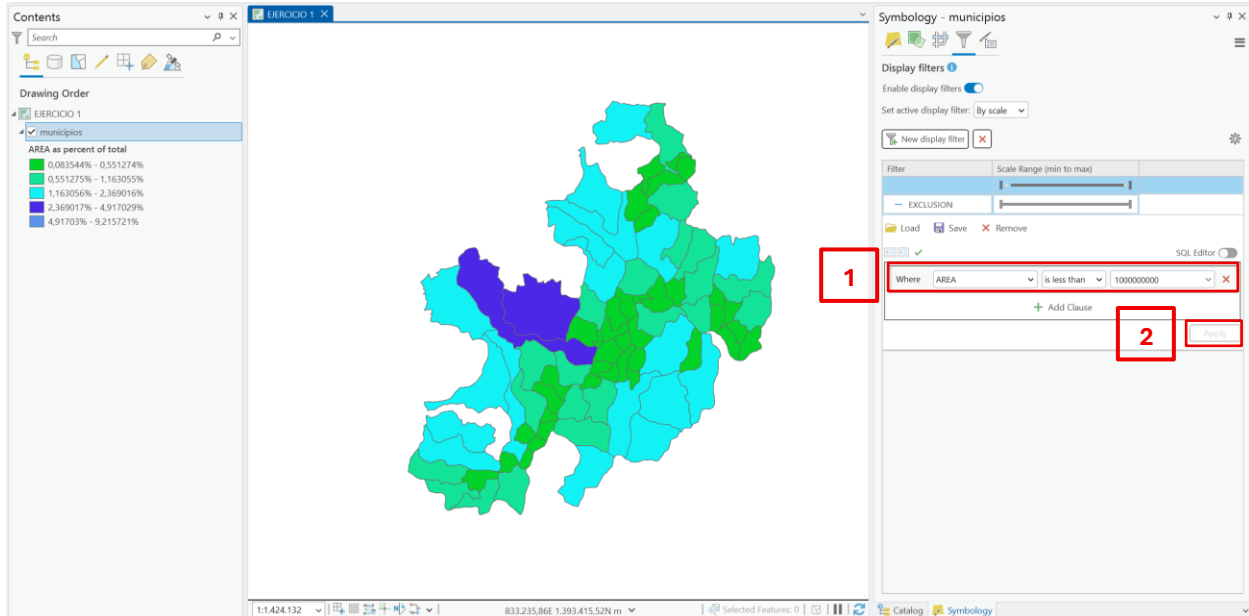 Contents
Search
Drawing Order
EJERCICIO 1
municipios
AREA as percent of total
0,083544% - 0,551274%
0,551275% - 1,163055%
1,163056% - 2,369016%
2,369017% - 4,917029%
4,91703% - 9,215721%
EJERCICIO 1
1:1.424.132
833.235,86E 1.393.415,52N m
Selected Features: 0
Symbology - municipios
Display filters
Enable display filters
Set active display filter: By scale
New display filter
Filter Scale Range (min to max)
EXCLUSION
Load Save Remove
SQL Editor
1
Where AREA is less than 1000000000
Add Clause
2
Apply
Catalog Symbology